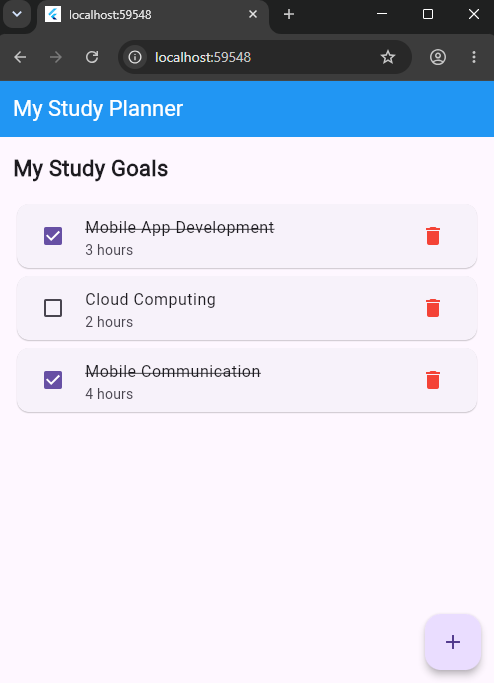 localhost:59548
localhost:59548
My Study Planner
My Study Goals
Mobile App Development
3 hours
Cloud Computing
2 hours
Mobile Communication
4 hours